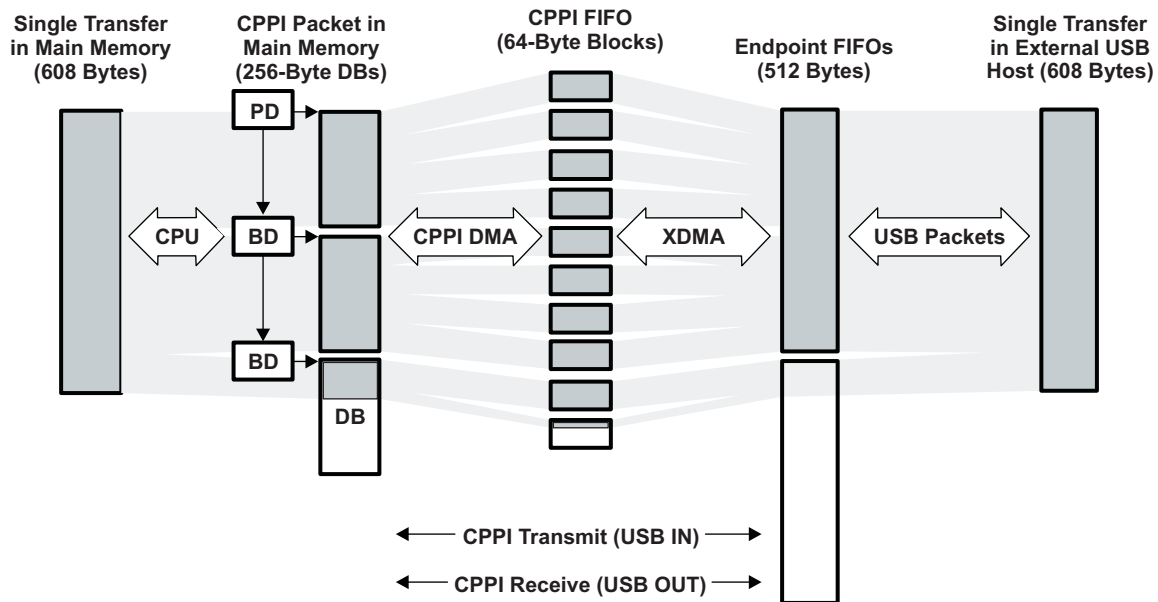 Single Transfer
in Main Memory
(608 Bytes)
CPPI Packet in
Main Memory
(256-Byte DBs)
CPPI FIFO
(64-Byte Blocks)
Endpoint FIFOs
(512 Bytes)
Single Transfer
in External USB
Host (608 Bytes)
PD
CPU
BD
CPPI DMA
XDMA
USB Packets
BD
DB
CPPI Transmit (USB IN)
CPPI Receive (USB OUT)